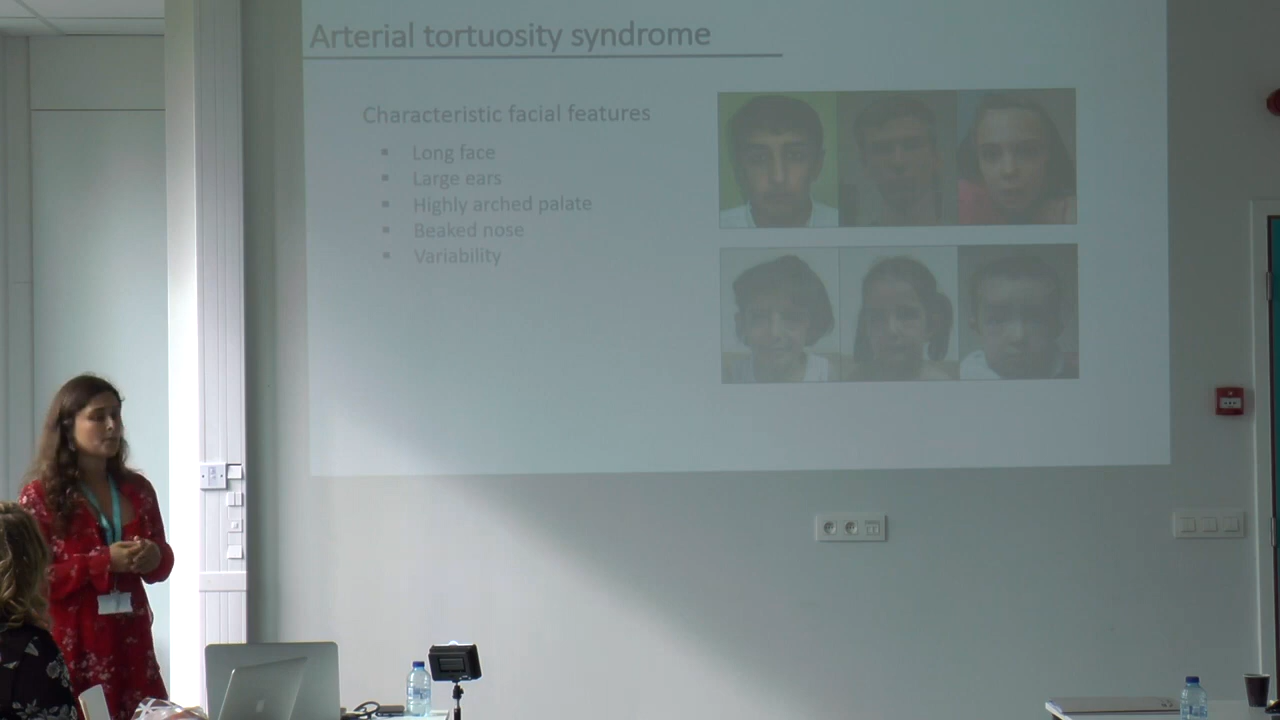 Arterial tortuosity syndrome
Characteristic facial features
▪ Long face
▪ Large ears
▪ Highly arched palate
▪ Beaked nose
▪ Variability